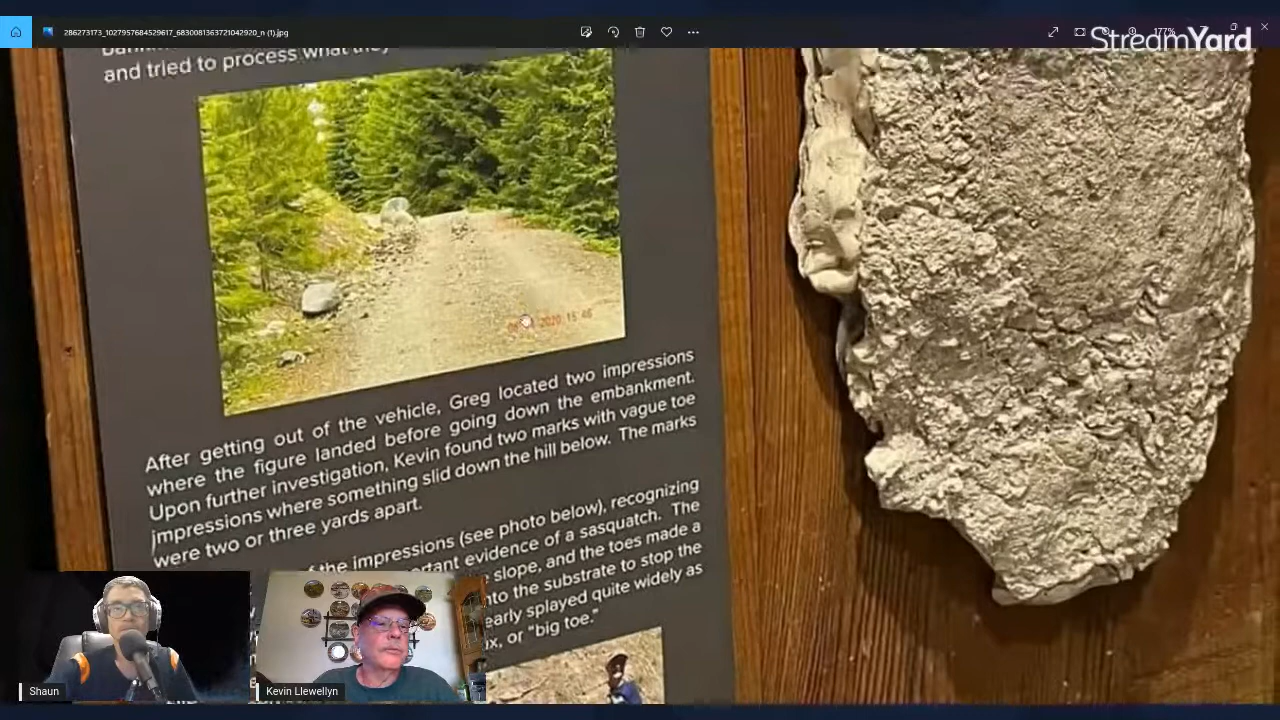 286273173_1027957684529617_6830081363721042920_n (1).jpg
177%
StreamYard
and tried to process what they
2020 15 46
After getting out of the vehicle, Greg located two impressions
where the figure landed before going down the embankment.
Upon further investigation, Kevin found two marks with vague toe
impressions where something slid down the hill below. The marks
were two or three yards apart.
of the impressions (see photo below), recognizing
evidence of a sasquatch. The
slope, and the toes made a
the substrate to stop the
splayed quite widely as
or "big toe."
Shaun
Kevin Llewellyn